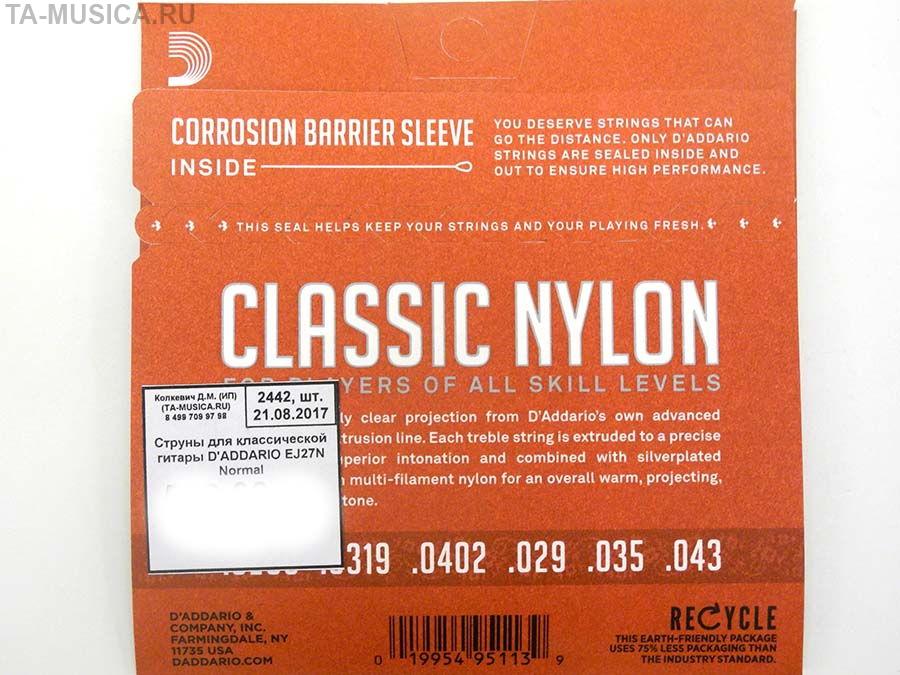 TA-MUSICA.RU
CORROSION BARRIER SLEEVE
INSIDE
YOU DESERVE STRINGS THAT CAN
GO THE DISTANCE. ONLY D'ADDARIO
STRINGS ARE SEALED INSIDE AND
OUT TO ENSURE HIGH PERFORMANCE.
THIS SEAL HELPS KEEP YOUR STRINGS AND YOUR PLAYING FRESH.
CLASSIC NYLON
FOR PLAYERS OF ALL SKILL LEVELS
Колкевич Д.М. (ИП)
(TA-MUSICA.RU)
8 499 709 97 98
2442, шт.
21.08.2017
Струны для классической
гитары D'ADDARIO EJ27N
Normal
clear projection from D'Addario's own advanced
line. Each treble string is extruded to a precise
intonation and combined with silverplated
multi-filament nylon for an overall warm, projecting,
tone.
.0402 .029 .035 .043
D'ADDARIO &
COMPANY, INC.
FARMINGDALE, NY
11735 USA
DADDARIO.COM
0 19954 95113 9
RECYCLE
THIS EARTH-FRIENDLY PACKAGE
USES 75% LESS PACKAGING THAN
THE INDUSTRY STANDARD.